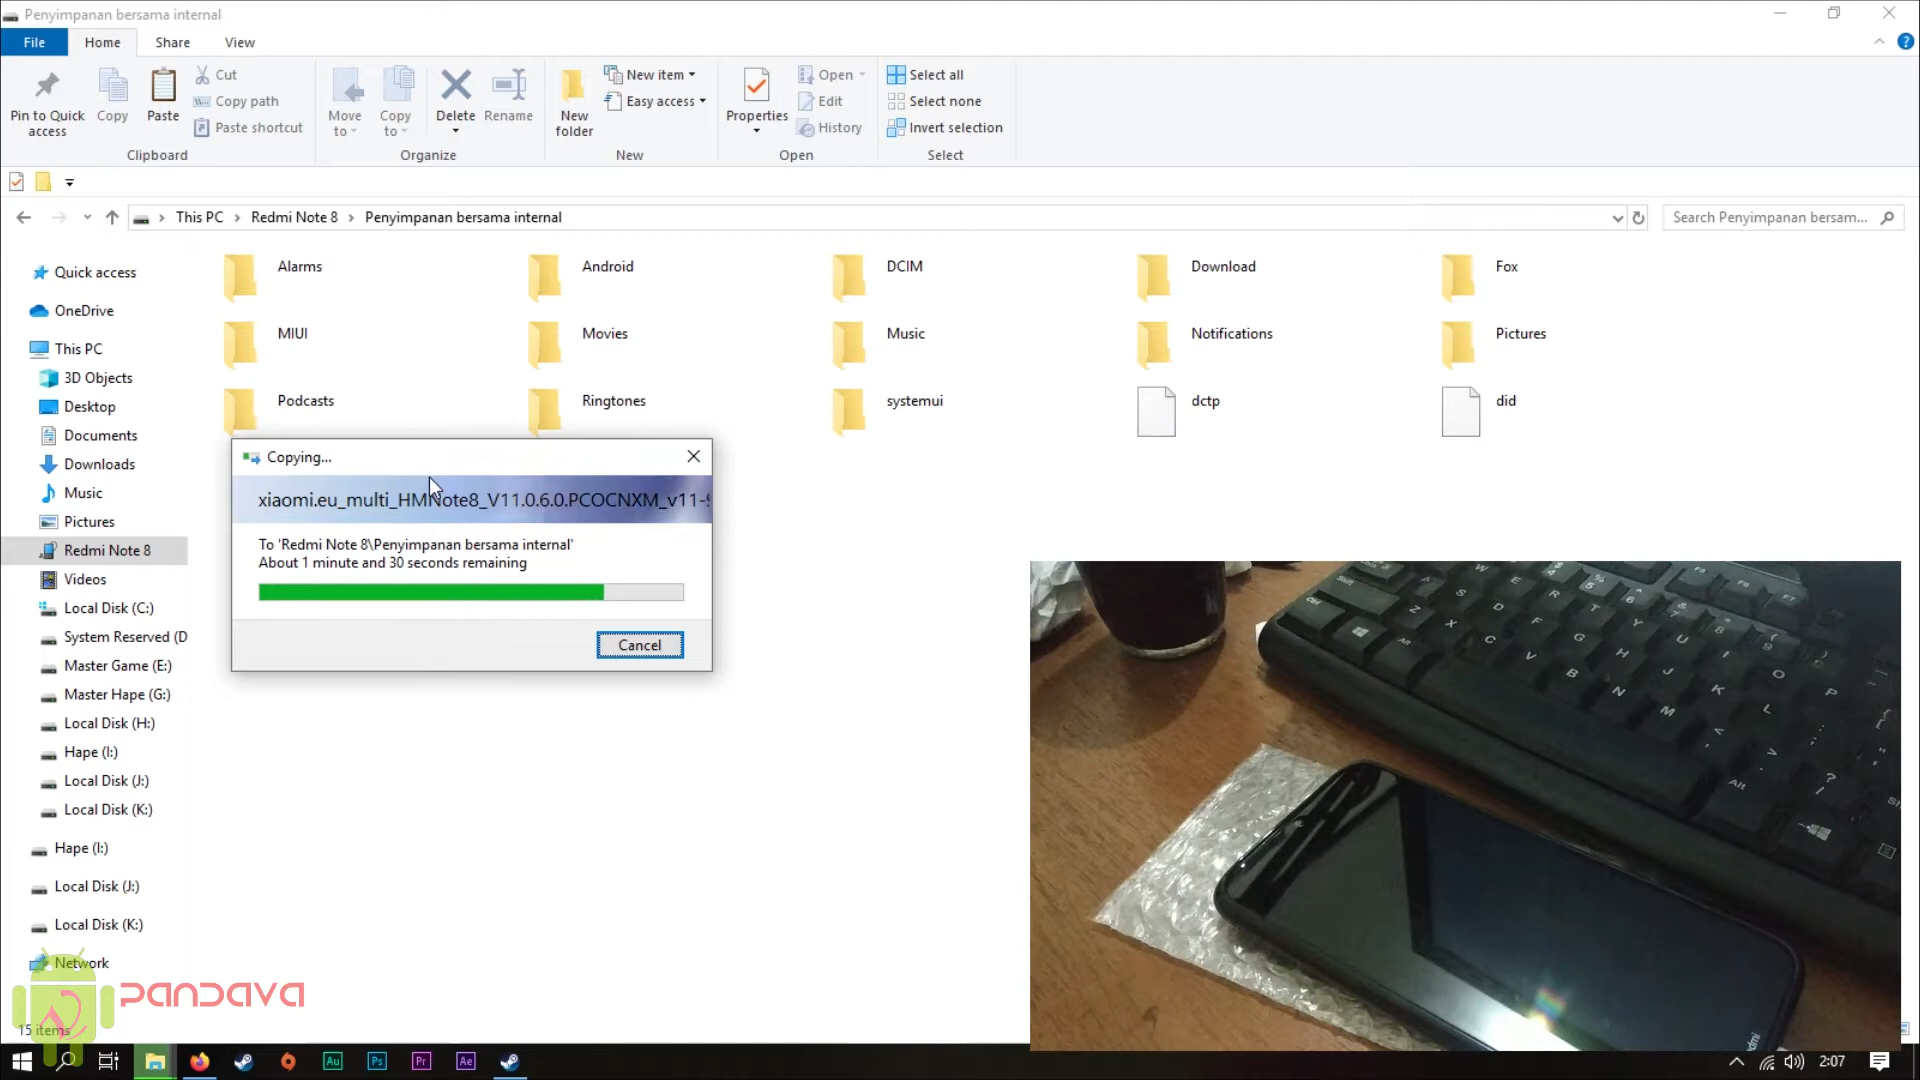 Penyimpanan bersama internal
File Home Share View
Pin to Quick access
Copy
Paste
Cut
Copy path
Paste shortcut
Clipboard
Move to
Copy to
Delete
Rename
Organize
New folder
New item
Easy access
New
Properties
Open
Edit
History
Open
Select all
Select none
Invert selection
Select
This PC > Redmi Note 8 > Penyimpanan bersama internal
Search Penyimpanan bersam...
Quick access
OneDrive
This PC
3D Objects
Desktop
Documents
Downloads
Music
Pictures
Redmi Note 8
Videos
Local Disk (C:)
System Reserved (D
Master Game (E:)
Master Hape (G:)
Local Disk (H:)
Hape (I:)
Local Disk (J:)
Local Disk (K:)
Hape (I:)
Local Disk (J:)
Local Disk (K:)
Network
Alarms Android DCIM Download Fox
MIUI Movies Music Notifications Pictures
Podcasts Ringtones systemui dctp did
Copying...
xiaomi.eu_multi_HMNote8_V11.0.6.0.PCOCNXM_v11-9
To 'Redmi Note 8\Penyimpanan bersama internal'
About 1 minute and 30 seconds remaining
Cancel
PANDAVA
15 items
Au Ps Pr Ae
2:07